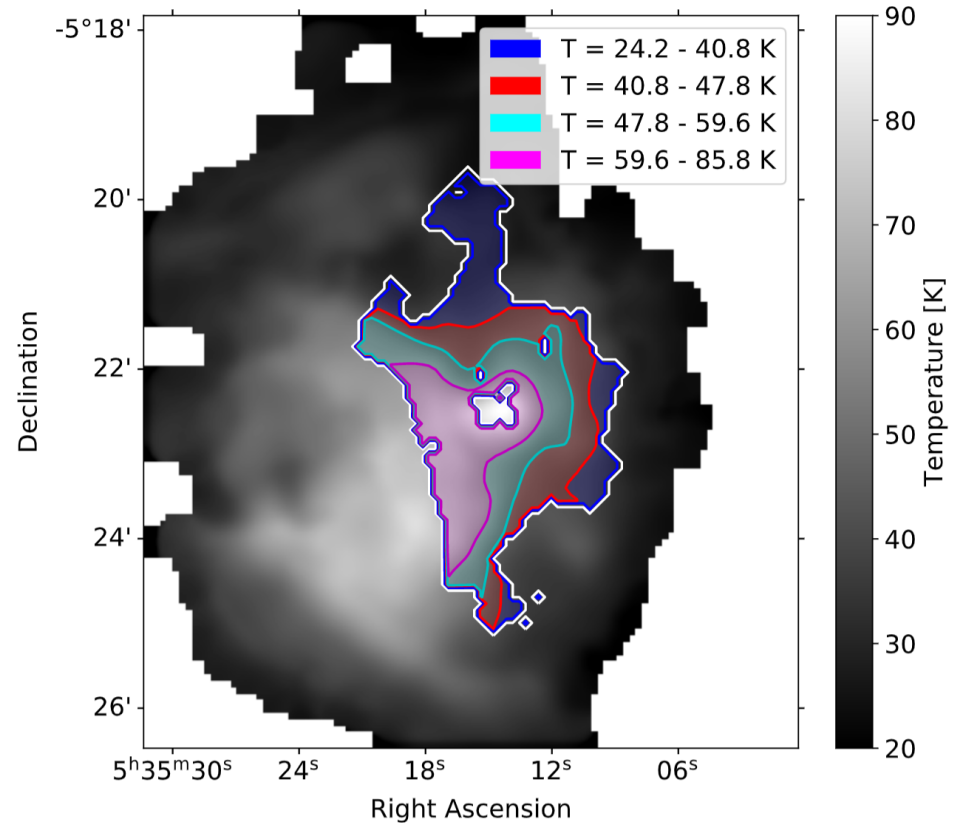 -5°18'
20'
22'
24'
26'
Declination
T = 24.2 - 40.8 K
T = 40.8 - 47.8 K
T = 47.8 - 59.6 K
T = 59.6 - 85.8 K
5ʰ35ᵐ30ˢ 24ˢ 18ˢ 12ˢ 06ˢ
Right Ascension
90
80
70
60
50
40
30
20
Temperature [K]